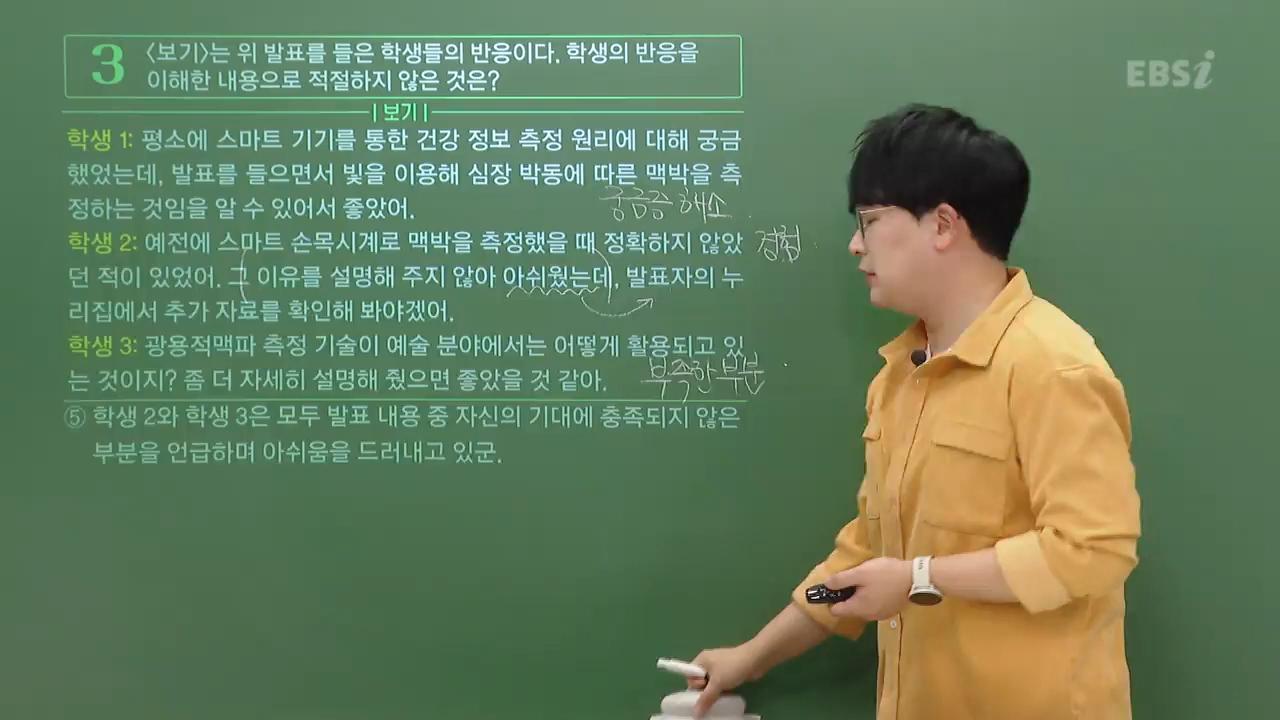 EBSi
3 〈보기〉는 위 발표를 들은 학생들의 반응이다. 학생의 반응을
이해한 내용으로 적절하지 않은 것은?
| 보기 |
학생 1: 평소에 스마트 기기를 통한 건강 정보 측정 원리에 대해 궁금
했었는데, 발표를 들으면서 빛을 이용해 심장 박동에 따른 맥박을 측
정하는 것임을 알 수 있어서 좋았어.
궁금증 해소
학생 2: 예전에 스마트 손목시계로 맥박을 측정했을 때 정확하지 않았
경험
던 적이 있었어. 그 이유를 설명해 주지 않아 아쉬웠는데, 발표자의 누
리집에서 추가 자료를 확인해 봐야겠어.
학생 3: 광용적맥파 측정 기술이 예술 분야에서는 어떻게 활용되고 있
는 것이지? 좀 더 자세히 설명해 줬으면 좋았을 것 같아.
부족한 부분
⑤ 학생 2와 학생 3은 모두 발표 내용 중 자신의 기대에 충족되지 않은
부분을 언급하며 아쉬움을 드러내고 있군.